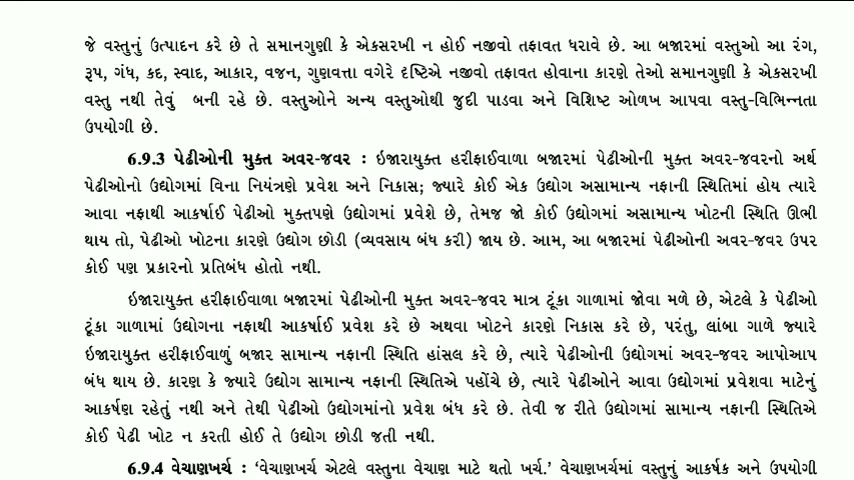 જે વસ્તુનું ઉત્પાદન કરે છે તે સમાનગુણી કે એકસરખી ન હોઈ નજીવો તફાવત ધરાવે છે. આ બજારમાં વસ્તુઓ આ રંગ,
રૂપ, ગંધ, કદ, સ્વાદ, આકાર, વજન, ગુણવત્તા વગેરે દૃષ્ટિએ નજીવો તફાવત હોવાના કારણે તેઓ સમાનગુણી કે એકસરખી
વસ્તુ નથી તેવું બની રહે છે. વસ્તુઓને અન્ય વસ્તુઓથી જુદી પાડવા અને વિશિષ્ટ ઓળખ આપવા વસ્તુ-વિભિન્નતા
ઉપયોગી છે.
6.9.3 પેઢીઓની મુક્ત અવર-જવર : ઇજારાયુક્ત હરીફાઈવાળા બજારમાં પેઢીઓની મુક્ત અવર-જવરનો અર્થ
પેઢીઓનો ઉદ્યોગમાં વિના નિયંત્રણે પ્રવેશ અને નિકાસ; જ્યારે કોઈ એક ઉદ્યોગ અસામાન્ય નફાની સ્થિતિમાં હોય ત્યારે
આવા નફાથી આકર્ષાઈ પેઢીઓ મુક્તપણે ઉદ્યોગમાં પ્રવેશે છે, તેમજ જો કોઈ ઉદ્યોગમાં અસામાન્ય ખોટની સ્થિતિ ઊભી
થાય તો, પેઢીઓ ખોટના કારણે ઉદ્યોગ છોડી (વ્યવસાય બંધ કરી) જાય છે. આમ, આ બજારમાં પેઢીઓની અવર-જવર ઉપર
કોઈ પણ પ્રકારનો પ્રતિબંધ હોતો નથી.
ઇજારાયુક્ત હરીફાઈવાળા બજારમાં પેઢીઓની મુક્ત અવર-જવર માત્ર ટૂંકા ગાળામાં જોવા મળે છે, એટલે કે પેઢીઓ
ટૂંકા ગાળામાં ઉદ્યોગના નફાથી આકર્ષાઈ પ્રવેશ કરે છે અથવા ખોટને કારણે નિકાસ કરે છે, પરંતુ, લાંબા ગાળે જ્યારે
ઇજારાયુક્ત હરીફાઈવાળું બજાર સામાન્ય નફાની સ્થિતિ હાંસલ કરે છે, ત્યારે પેઢીઓની ઉદ્યોગમાં અવર-જવર આપોઆપ
બંધ થાય છે. કારણ કે જ્યારે ઉદ્યોગ સામાન્ય નફાની સ્થિતિએ પહોંચે છે, ત્યારે પેઢીઓને આવા ઉદ્યોગમાં પ્રવેશવા માટેનું
આકર્ષણ રહેતું નથી અને તેથી પેઢીઓ ઉદ્યોગમાંનો પ્રવેશ બંધ કરે છે. તેવી જ રીતે ઉદ્યોગમાં સામાન્ય નફાની સ્થિતિએ
કોઈ પેઢી ખોટ ન કરતી હોઈ તે ઉદ્યોગ છોડી જતી નથી.
6.9.4 વેચાણખર્ચ : ‘વેચાણખર્ચ એટલે વસ્તુના વેચાણ માટે થતો ખર્ચ.’ વેચાણખર્ચમાં વસ્તુનું આકર્ષક અને ઉપયોગી